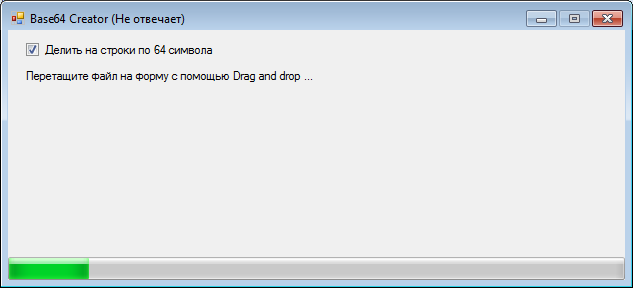 Base64 Creator (Не отвечает)
Делить на строки по 64 символа
Перетащите файл на форму с помощью Drag and drop ...